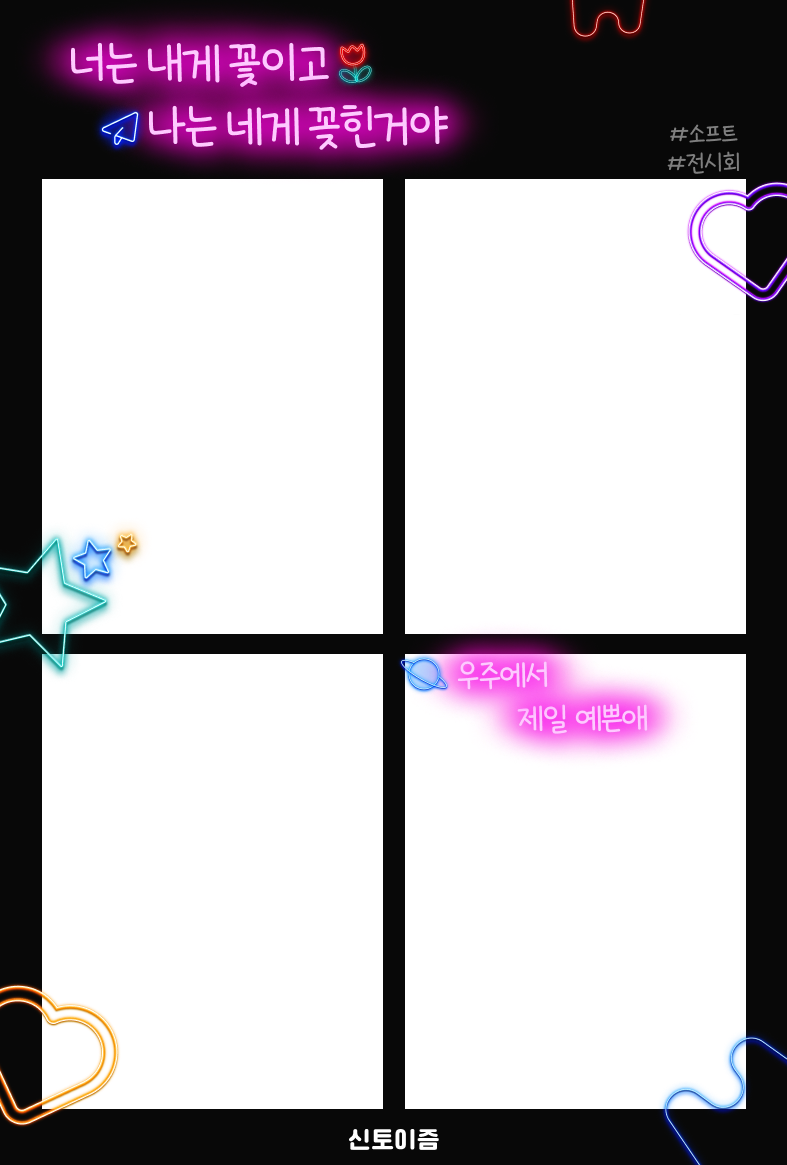 너는 내게 꽃이고
나는 네게 꽃힌거야
#소프트
#전시회
우주에서
제일 예쁜애
신토이즘